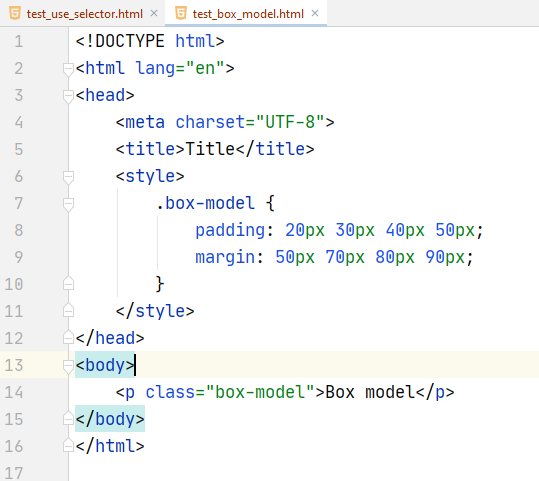 test_use_selector.html test_box_model.html
1 <!DOCTYPE html>
2 <html lang="en">
3 <head>
4 <meta charset="UTF-8">
5 <title>Title</title>
6 <style>
7 .box-model {
8 padding: 20px 30px 40px 50px;
9 margin: 50px 70px 80px 90px;
10 }
11 </style>
12 </head>
13 <body>
14 <p class="box-model">Box model</p>
15 </body>
16 </html>
17